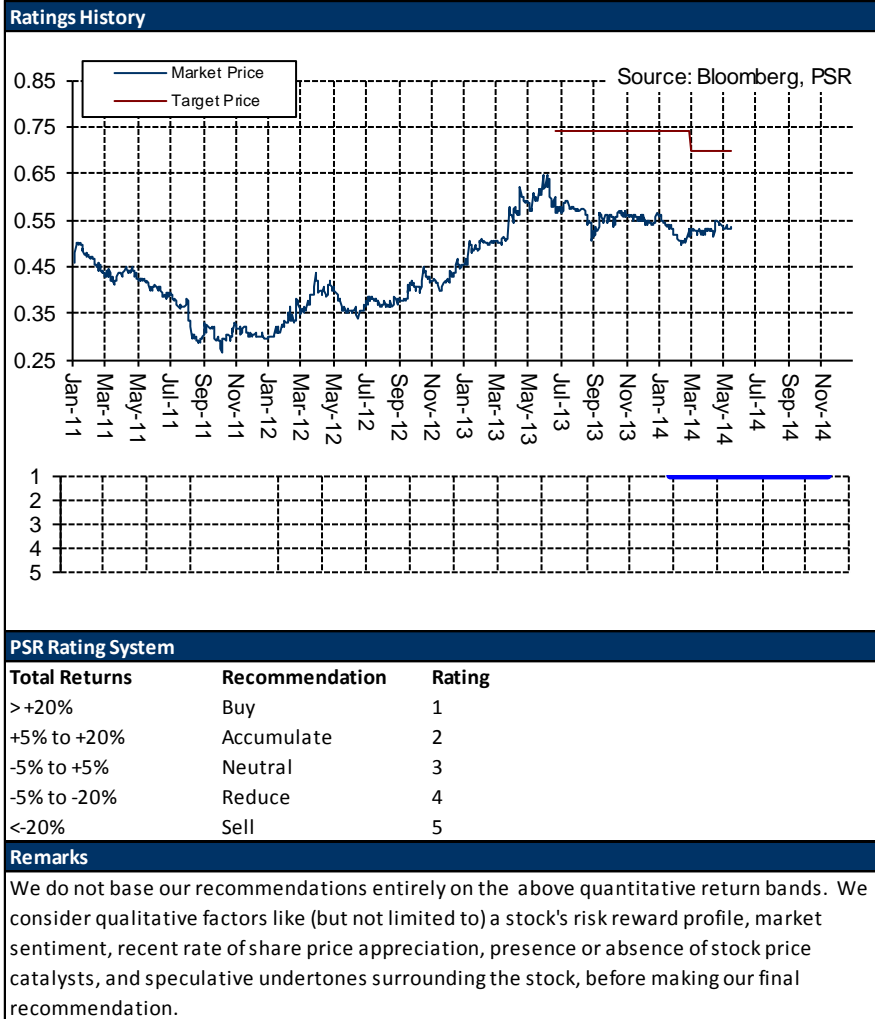 Ratings History
Market Price
Target Price
Source: Bloomberg, PSR
0.85
0.75
0.65
0.55
0.45
0.35
0.25
Jan-11
Mar-11
May-11
Jul-11
Sep-11
Nov-11
Jan-12
Mar-12
May-12
Jul-12
Sep-12
Nov-12
Jan-13
Mar-13
May-13
Jul-13
Sep-13
Nov-13
Jan-14
Mar-14
May-14
Jul-14
Sep-14
Nov-14
1
2
3
4
5
PSR Rating System
Total Returns Recommendation Rating
>+20% Buy 1
+5% to +20% Accumulate 2
-5% to +5% Neutral 3
-5% to -20% Reduce 4
<-20% Sell 5
Remarks
We do not base our recommendations entirely on the above quantitative return bands. We
consider qualitative factors like (but not limited to) a stock's risk reward profile, market
sentiment, recent rate of share price appreciation, presence or absence of stock price
catalysts, and speculative undertones surrounding the stock, before making our final
recommendation.